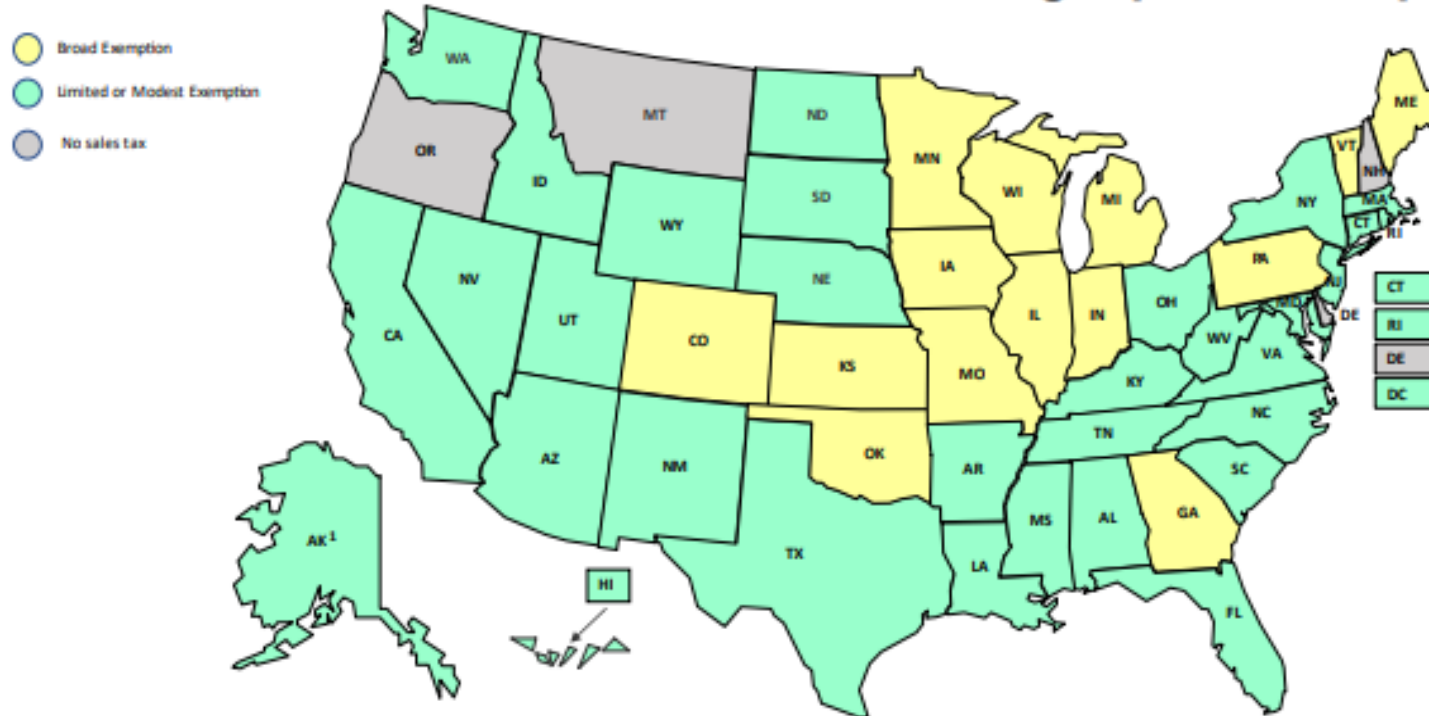 Broad Exemption
Limited or Modest Exemption
No sales tax
WA
MT
ND
MN
ME
OR
ID
SD
WI
MI
VT
NH
NY
MA
CT
RI
WY
IA
PA
NV
NE
OH
NJ
CT
UT
CO
IL
IN
MD
DE
RI
CA
KS
MO
WV
VA
DE
KY
DC
AZ
NM
OK
AR
TN
NC
SC
AK¹
TX
MS
AL
GA
LA
HI
FL